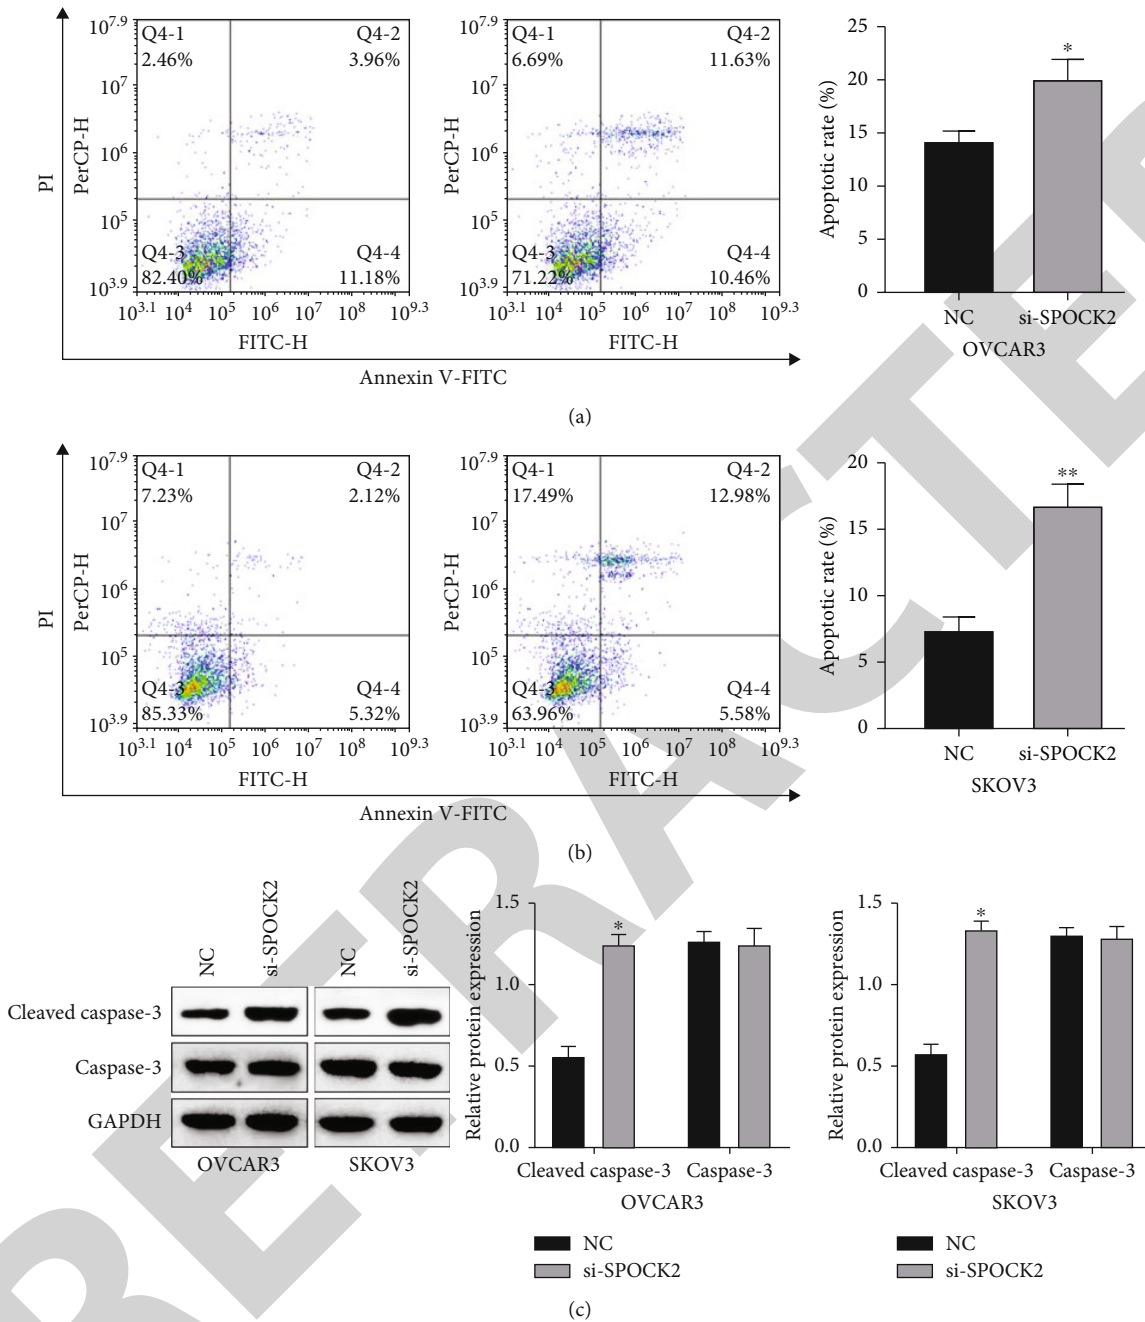 Q4-1 Q4-2
2.46% 3.96%
Q4-3 Q4-4
82.40% 11.18%
10^7.9
10^7
10^6
10^5
10^3.9
PI
PerCP-H
10^3.1 10^4 10^5 10^6 10^7 10^8 10^9.3
FITC-H
Q4-1 Q4-2
6.69% 11.63%
Q4-3 Q4-4
71.22% 10.46%
10^7.9
10^7
10^6
10^5
10^3.9
PerCP-H
10^3.1 10^4 10^5 10^6 10^7 10^8 10^9.3
FITC-H
Annexin V-FITC
Apoptotic rate (%)
25
20
15
10
5
0
*
NC si-SPOCK2
OVCAR3
(a)
Q4-1 Q4-2
7.23% 2.12%
Q4-3 Q4-4
85.33% 5.32%
10^7.9
10^7
10^6
10^5
10^3.9
PI
PerCP-H
10^3.1 10^4 10^5 10^6 10^7 10^8 10^9.3
FITC-H
Q4-1 Q4-2
17.49% 12.98%
Q4-3 Q4-4
63.96% 5.58%
10^7.9
10^7
10^6
10^5
10^3.9
PerCP-H
10^3.1 10^4 10^5 10^6 10^7 10^8 10^9.3
FITC-H
Annexin V-FITC
Apoptotic rate (%)
20
15
10
5
0
**
NC si-SPOCK2
SKOV3
(b)
NC si-SPOCK2 NC si-SPOCK2
Cleaved caspase-3
Caspase-3
GAPDH
OVCAR3 SKOV3
Relative protein expression
1.5
1.0
0.5
0.0
*
Cleaved caspase-3 Caspase-3
OVCAR3
NC
si-SPOCK2
Relative protein expression
1.5
1.0
0.5
0.0
*
Cleaved caspase-3 Caspase-3
SKOV3
NC
si-SPOCK2
(c)
RETRACTED